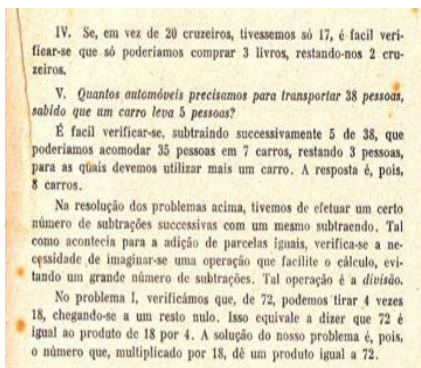 IV. Se, em vez de 20 cruzeiros, tivessemos só 17, é facil veri-
ficar-se que só poderiamos comprar 3 livros, restando-nos 2 cru-
zeiros.
V. Quantos automóveis precisamos para transportar 38 pessoas,
sabido que um carro leva 5 pessoas?
É facil verificar-se, subtraindo successivamente 5 de 38, que
poderiamos acomodar 35 pessoas em 7 carros, restando 3 pessoas,
para as quais devemos utilizar mais um carro. A resposta é, pois,
8 carros.
Na resolução dos problemas acima, tivemos de efetuar um certo
número de subtrações successivas com um mesmo subtraendo. Tal
como acontecia para a adição de parcelas iguais, verifica-se a ne-
cessidade de imaginar-se uma operação que facilite o cálculo, evi-
tando um grande número de subtrações. Tal operação é a divisão.
No problema I, verificámos que, de 72, podemos tirar 4 vezes
18, chegando-se a um resto nulo. Isso equivale a dizer que 72 é
igual ao produto de 18 por 4. A solução do nosso problema é, pois,
o número que, multiplicado por 18, dê um produto igual a 72.